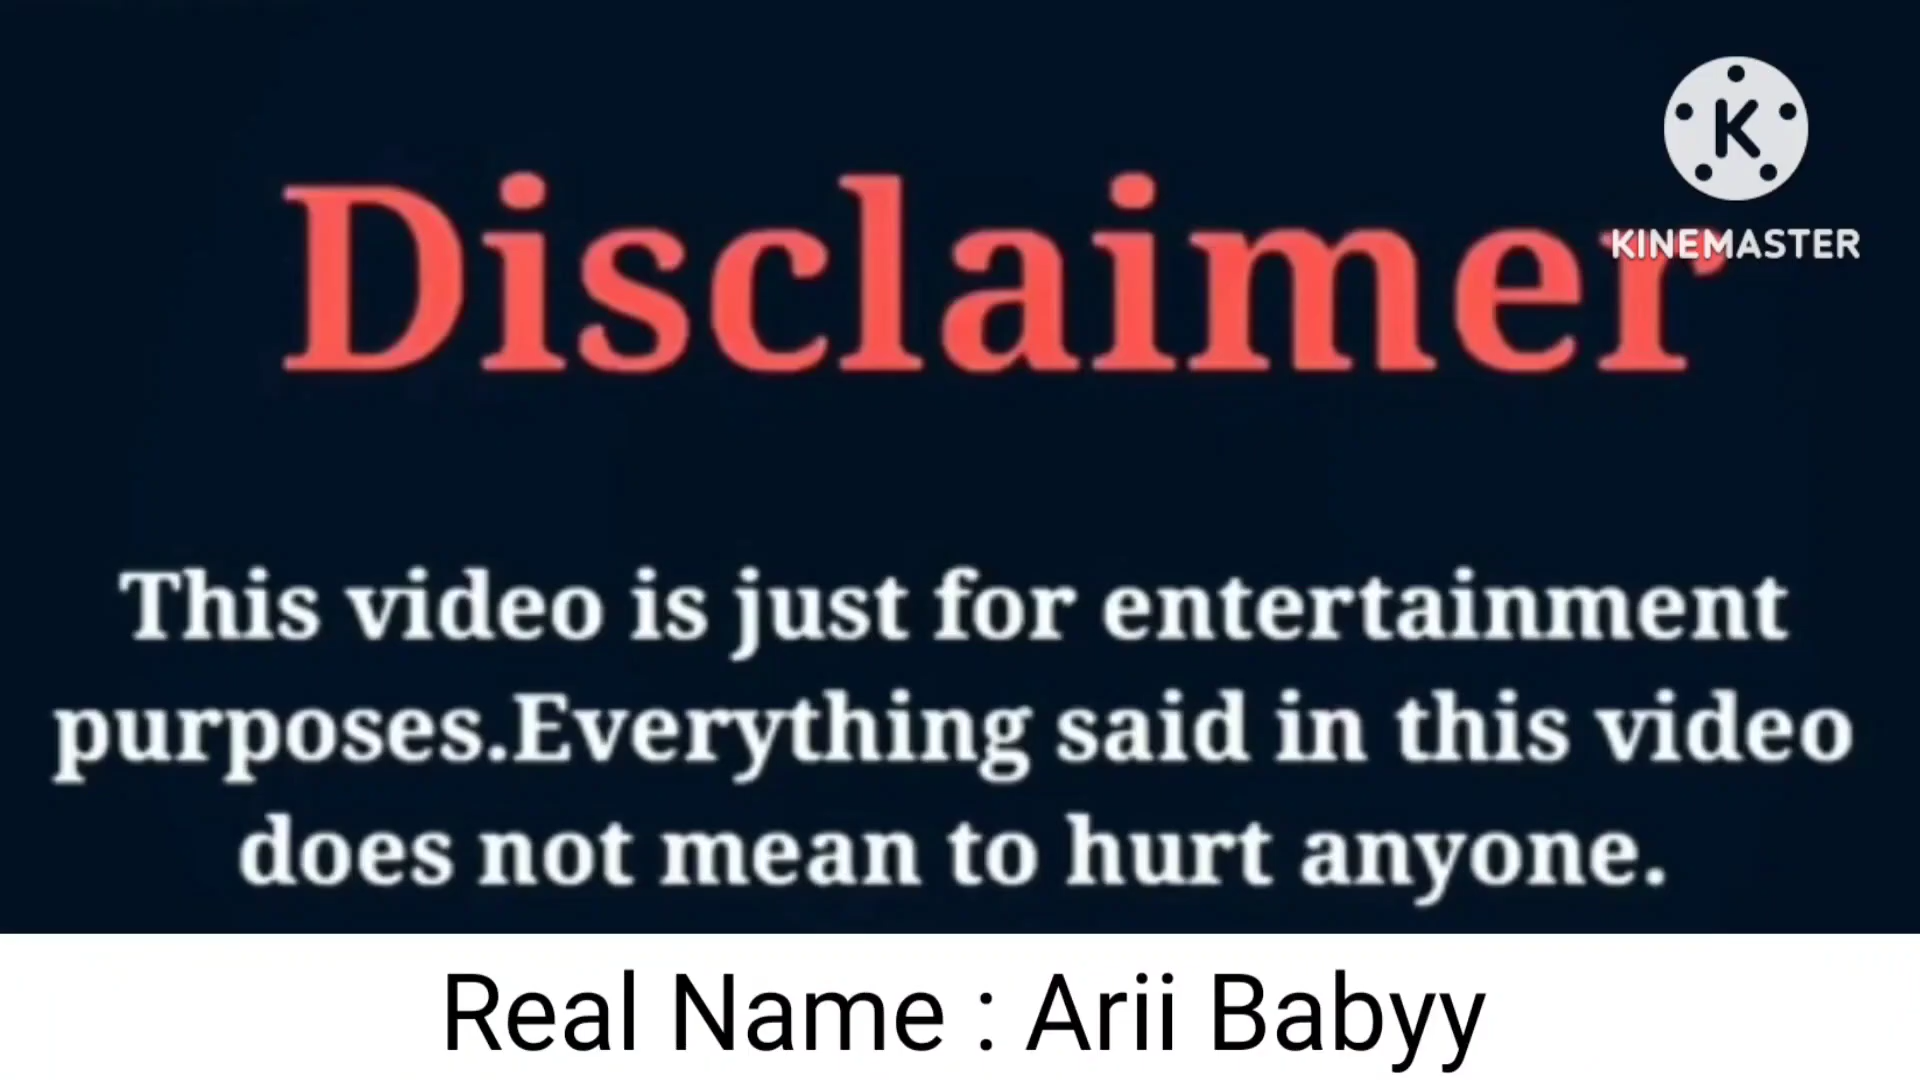 K
KINEMASTER
Disclaimer
This video is just for entertainment
purposes.Everything said in this video
does not mean to hurt anyone.
Real Name : Arii Babyy